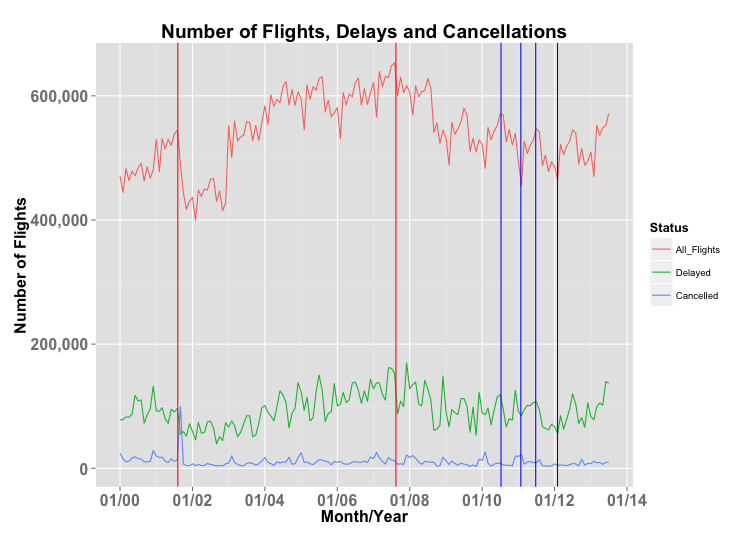 Number of Flights, Delays and Cancellations
Number of Flights
600,000
400,000
200,000
0
01/00 01/02 01/04 01/06 01/08 01/10 01/12 01/14
Month/Year
Status
All_Flights
Delayed
Cancelled